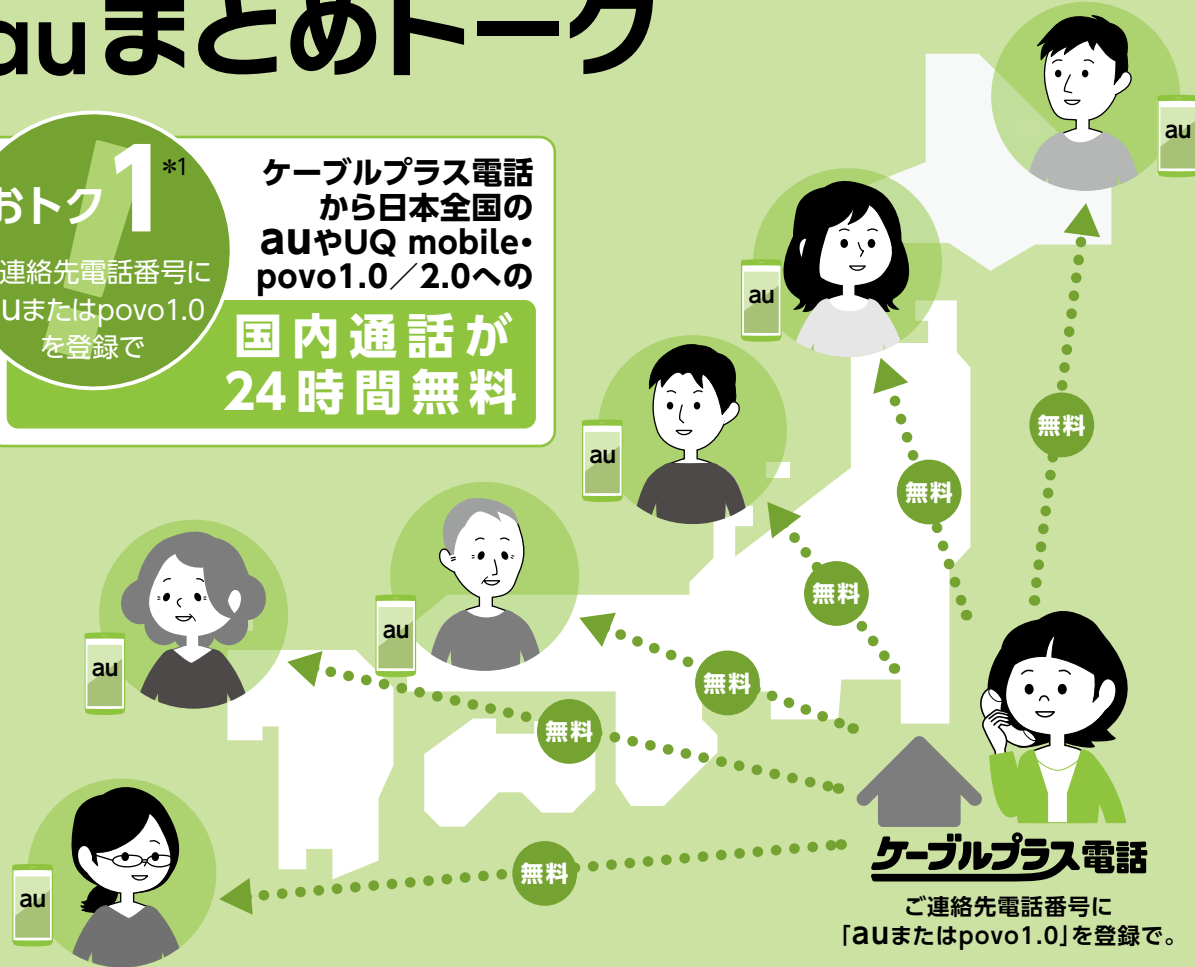 auまとめトーク
おトク1
*1
連絡先電話番号に
auまたはpovo1.0
を登録で
ケーブルプラス電話
から日本全国の
auやUQ mobile・
povo1.0／2.0への
国内通話が
24時間無料
au
au
au
au
au
au
無料
無料
無料
無料
無料
無料
ケーブルプラス電話
ご連絡先電話番号に
「auまたはpovo1.0」を登録で。